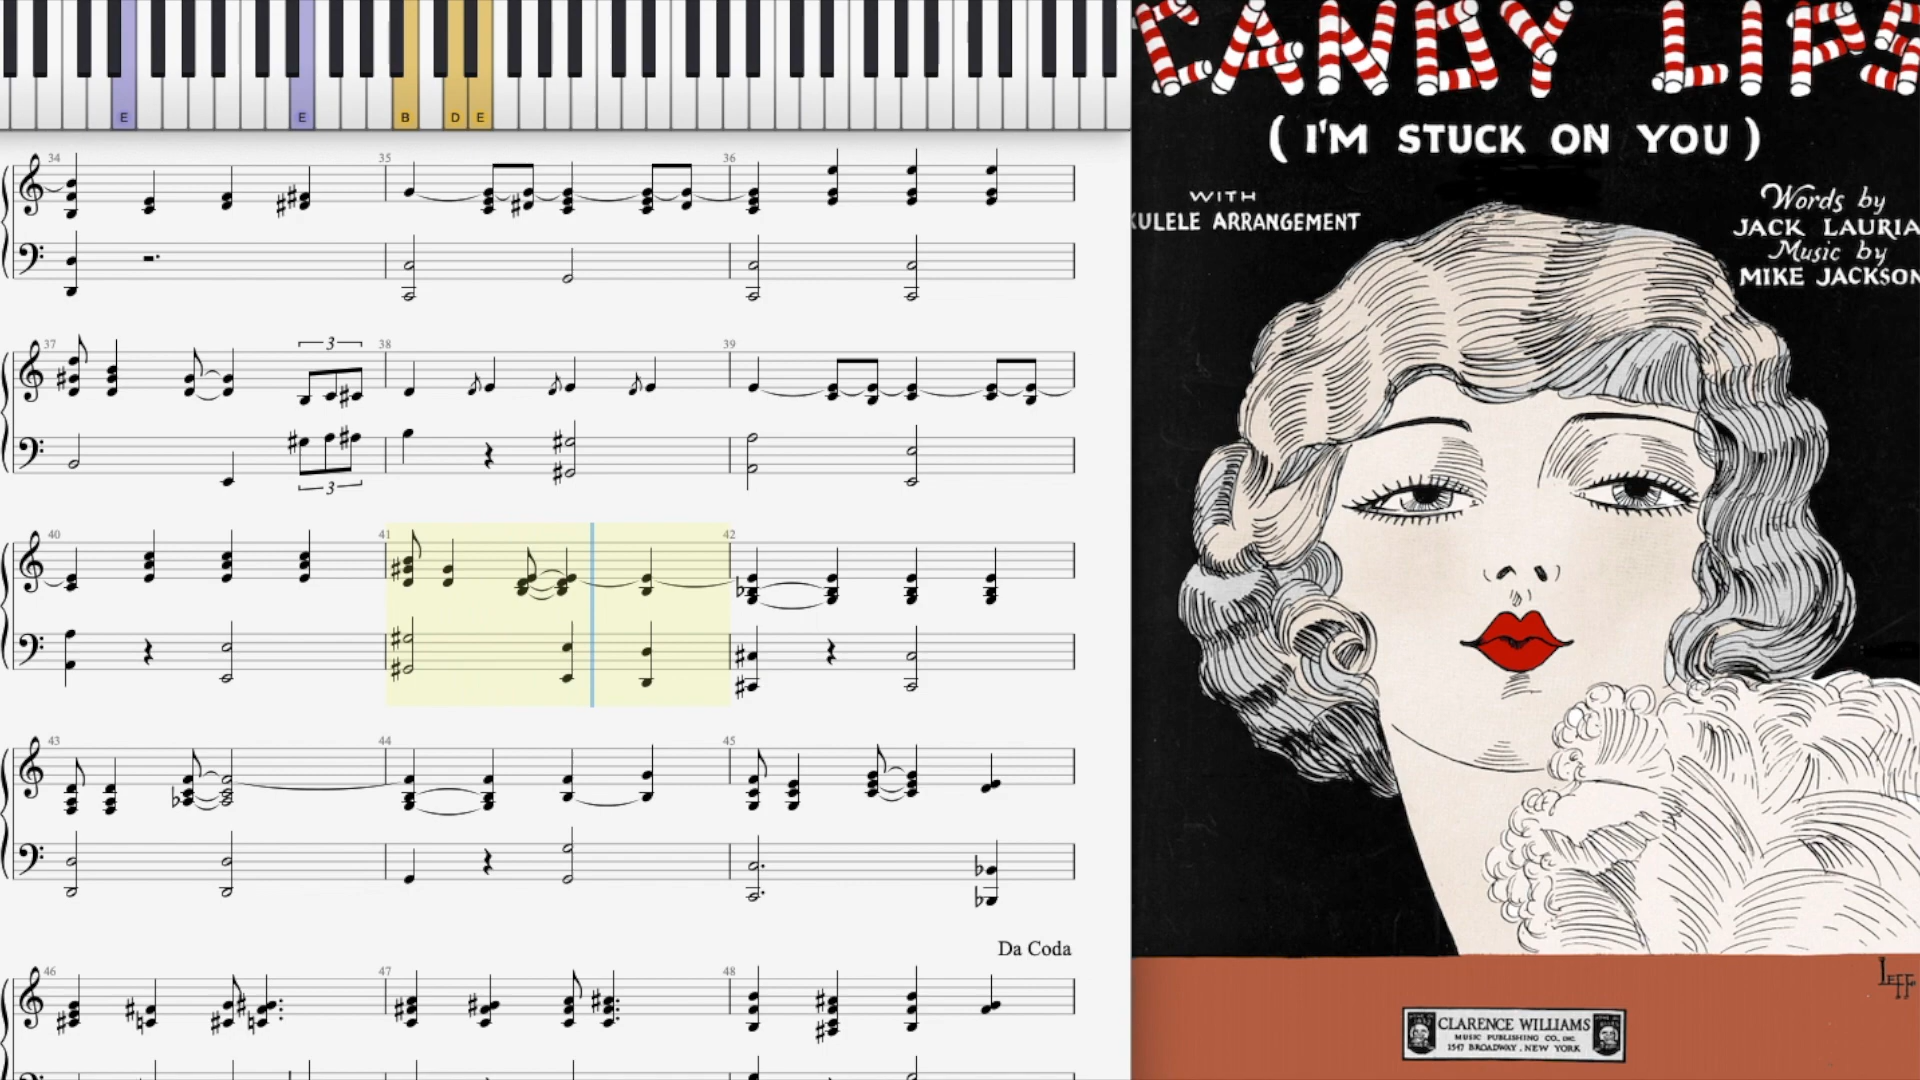 E E B D E
34 35 36
3
37 38 39
3
40 41 42
43 44 45
Da Coda
46 47 48
CANDY LIPS
(I'M STUCK ON YOU)
WITH
KULELE ARRANGEMENT
Words by
JACK LAURIA
Music by
MIKE JACKSON
LEFF
CLARENCE WILLIAMS
MUSIC PUBLISHING CO., INC.
1547 BROADWAY, NEW YORK